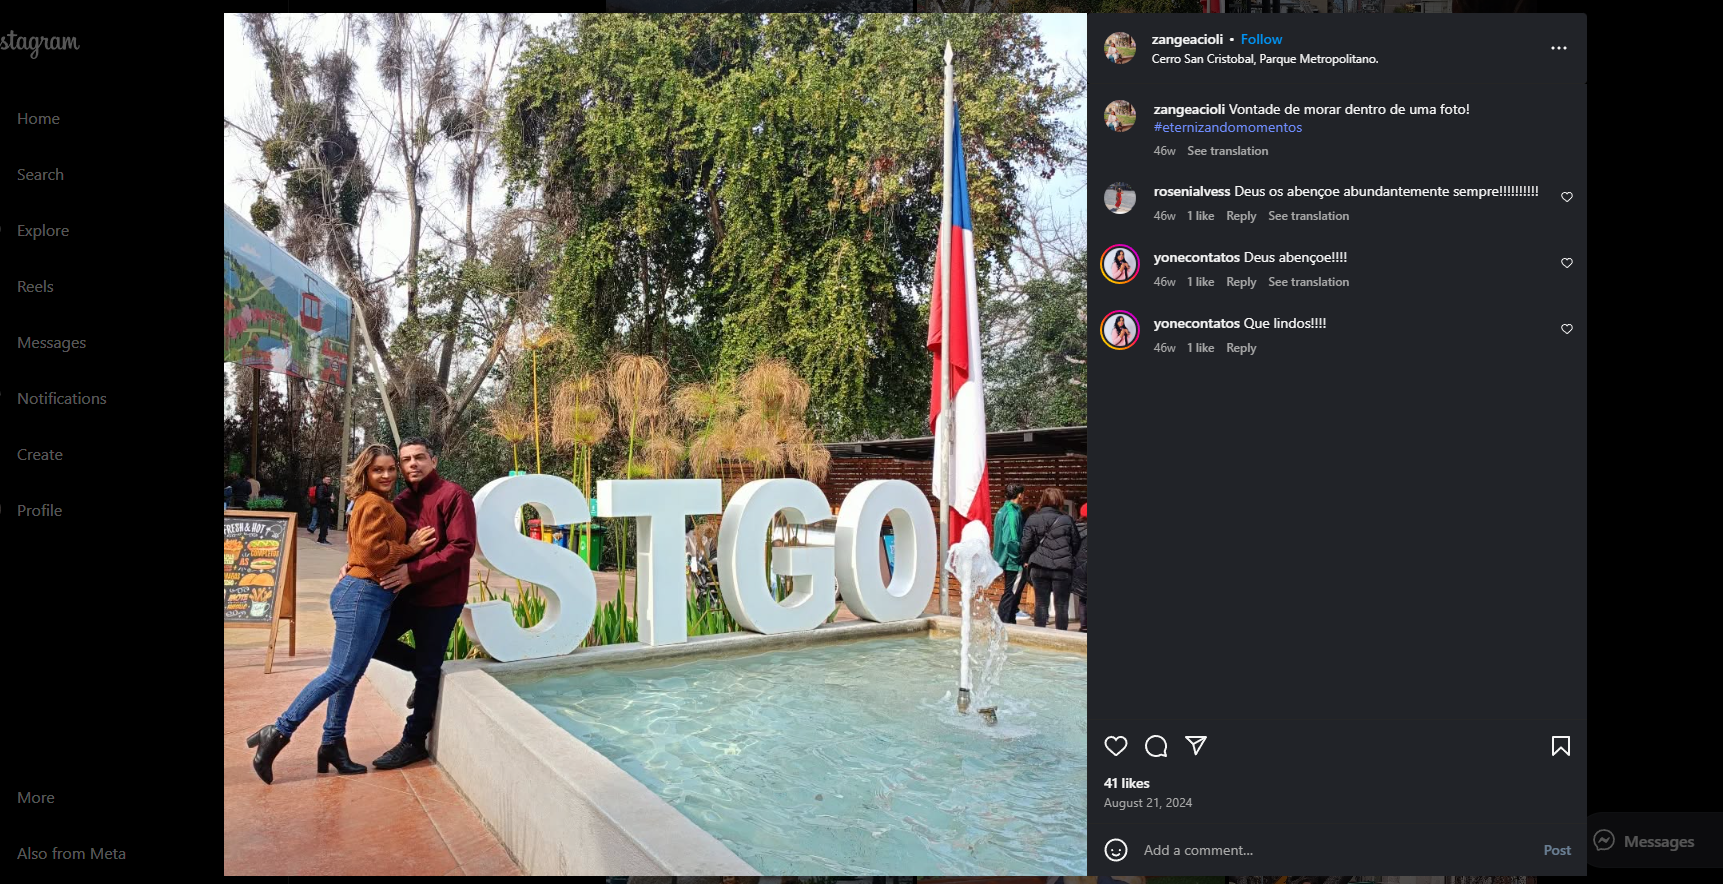 stagram
Home
Search
Explore
Reels
Messages
Notifications
Create
Profile
More
Also from Meta
FRESH & HOT
COMPLETOS
AS
STGO
zangeacioli • Follow
Cerro San Cristobal, Parque Metropolitano.
zangeacioli Vontade de morar dentro de uma foto!
#eternizandomomentos
46w See translation
rosenialvess Deus os abençoe abundantemente sempre!!!!!!!!!!
46w 1 like Reply See translation
yonecontatos Deus abençoe!!!!
46w 1 like Reply See translation
yonecontatos Que lindos!!!!
46w 1 like Reply
41 likes
August 21, 2024
Add a comment...
Post
Messages